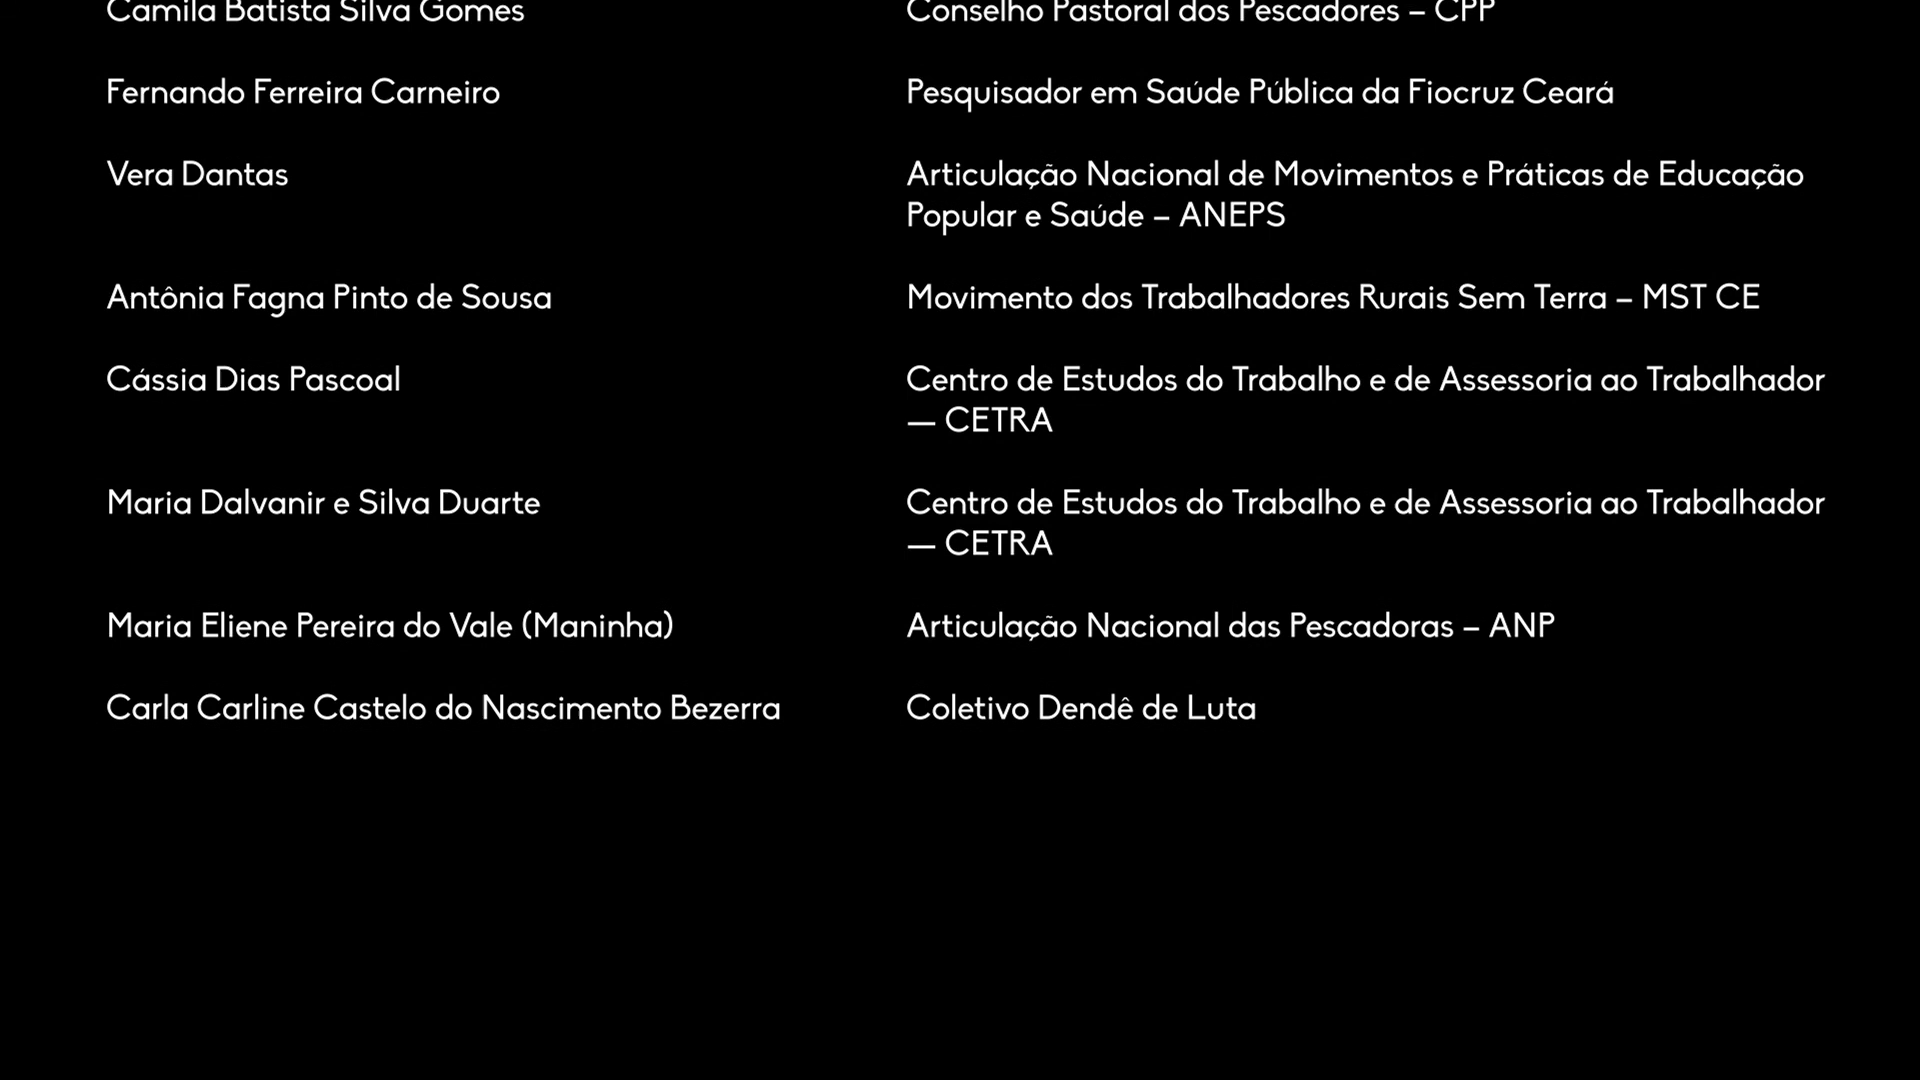 Camila Batista Silva Gomes
Conselho Pastoral dos Pescadores – CPP
Fernando Ferreira Carneiro
Pesquisador em Saúde Pública da Fiocruz Ceará
Vera Dantas
Articulação Nacional de Movimentos e Práticas de Educação
Popular e Saúde – ANEPS
Antônia Fagna Pinto de Sousa
Movimento dos Trabalhadores Rurais Sem Terra – MST CE
Cássia Dias Pascoal
Centro de Estudos do Trabalho e de Assessoria ao Trabalhador
— CETRA
Maria Dalvanir e Silva Duarte
Centro de Estudos do Trabalho e de Assessoria ao Trabalhador
— CETRA
Maria Eliene Pereira do Vale (Maninha)
Articulação Nacional das Pescadoras – ANP
Carla Carline Castelo do Nascimento Bezerra
Coletivo Dendê de Luta